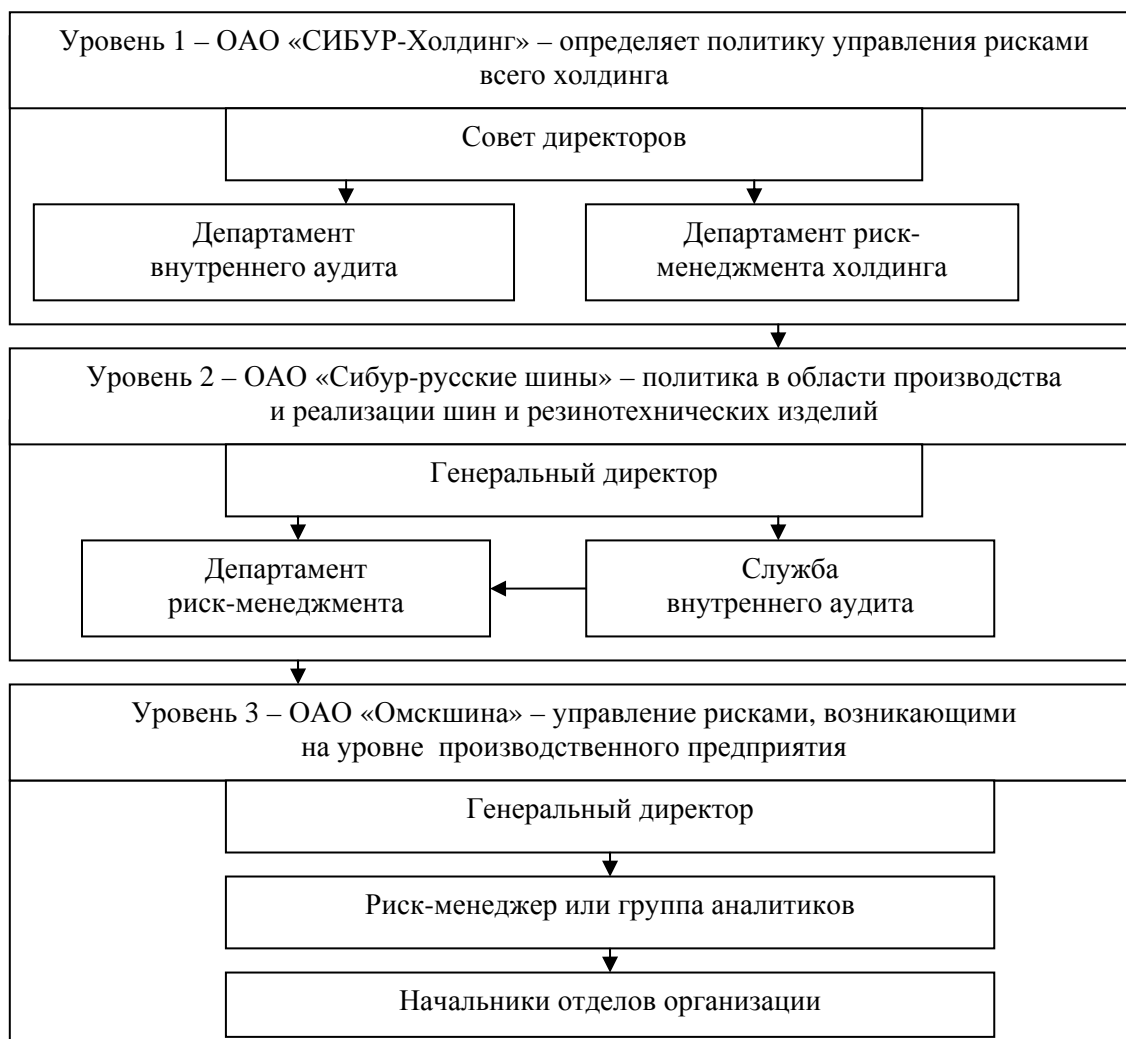 Уровень 1 – ОАО «СИБУР-Холдинг» – определяет политику управления рисками
всего холдинга
Совет директоров
Департамент
внутреннего аудита
Департамент риск-
менеджмента холдинга
Уровень 2 – ОАО «Сибур-русские шины» – политика в области производства
и реализации шин и резинотехнических изделий
Генеральный директор
Департамент
риск-менеджмента
Служба
внутреннего аудита
Уровень 3 – ОАО «Омскшина» – управление рисками, возникающими
на уровне производственного предприятия
Генеральный директор
Риск-менеджер или группа аналитиков
Начальники отделов организации